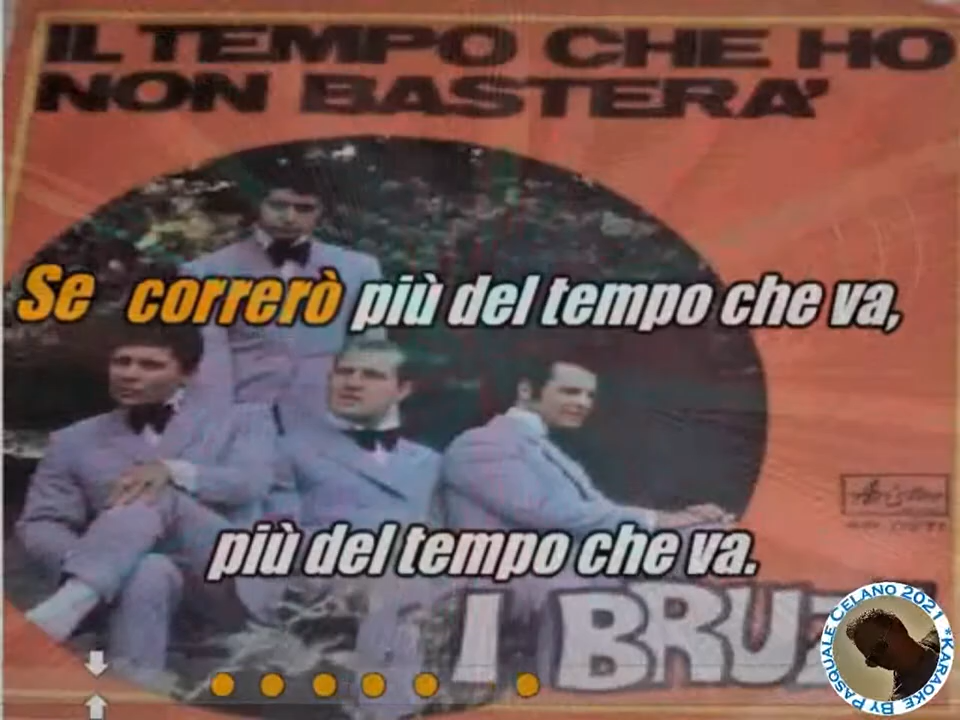 IL TEMPO CHE HO
NON BASTERA'
Se correrò più del tempo che va,
più del tempo che va.
I BRUZ
KARAOKE BY PASQUALE CELANO 2021 *